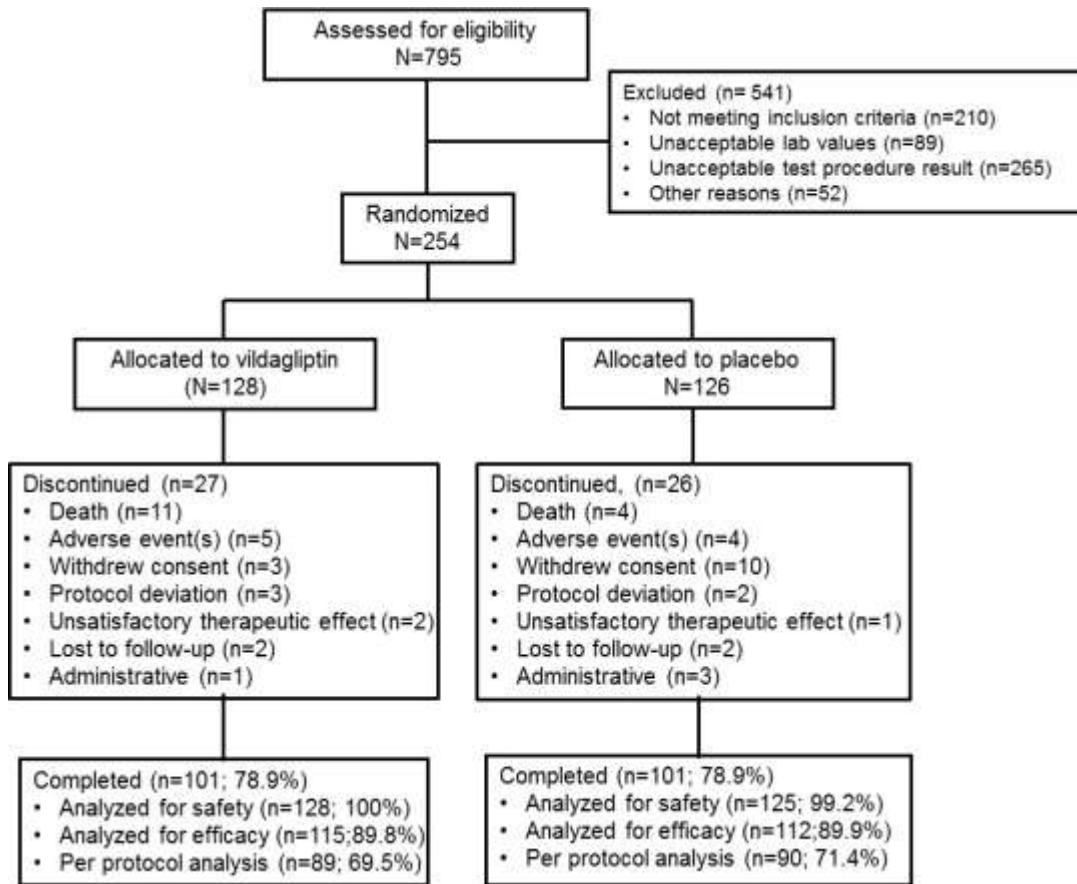 Assessed for eligibility
N=795
Excluded (n= 541)
• Not meeting inclusion criteria (n=210)
• Unacceptable lab values (n=89)
• Unacceptable test procedure result (n=265)
• Other reasons (n=52)
Randomized
N=254
Allocated to vildagliptin
(N=128)
Allocated to placebo
N=126
Discontinued (n=27)
• Death (n=11)
• Adverse event(s) (n=5)
• Withdrew consent (n=3)
• Protocol deviation (n=3)
• Unsatisfactory therapeutic effect (n=2)
• Lost to follow-up (n=2)
• Administrative (n=1)
Discontinued, (n=26)
• Death (n=4)
• Adverse event(s) (n=4)
• Withdrew consent (n=10)
• Protocol deviation (n=2)
• Unsatisfactory therapeutic effect (n=1)
• Lost to follow-up (n=2)
• Administrative (n=3)
Completed (n=101; 78.9%)
• Analyzed for safety (n=128; 100%)
• Analyzed for efficacy (n=115;89.8%)
• Per protocol analysis (n=89; 69.5%)
Completed (n=101; 78.9%)
• Analyzed for safety (n=125; 99.2%)
• Analyzed for efficacy (n=112;89.9%)
• Per protocol analysis (n=90; 71.4%)